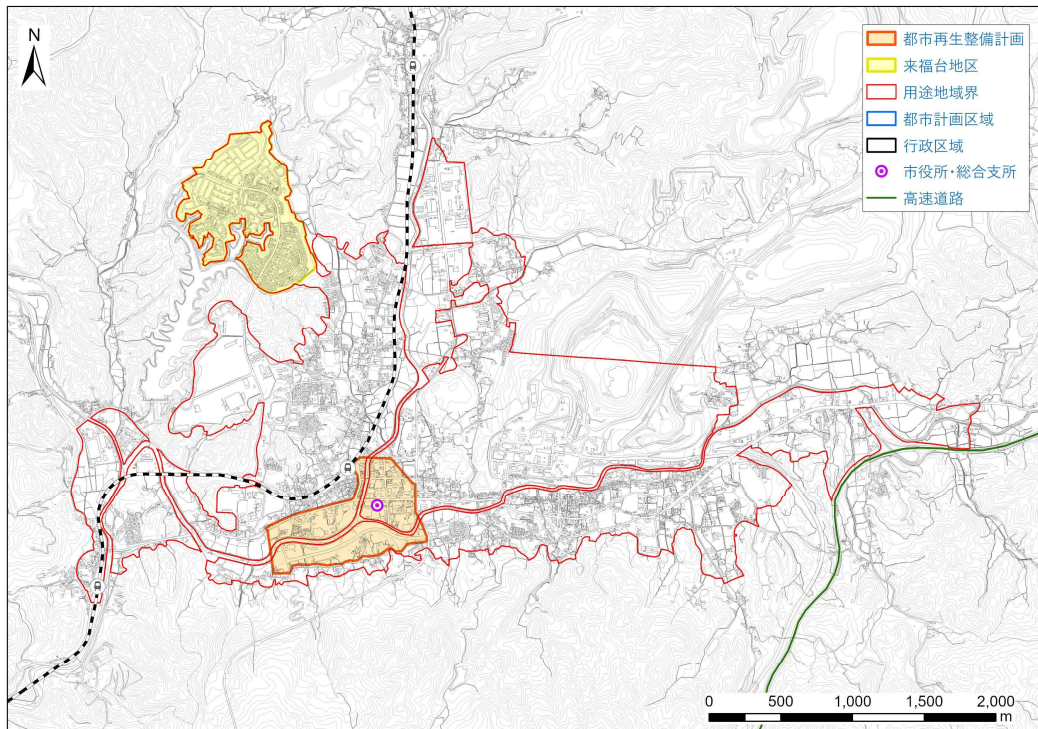 N
都市再生整備計画
来福台地区
用途地域界
都市計画区域
行政区域
市役所・総合支所
高速道路
0 500 1,000 1,500 2,000
m